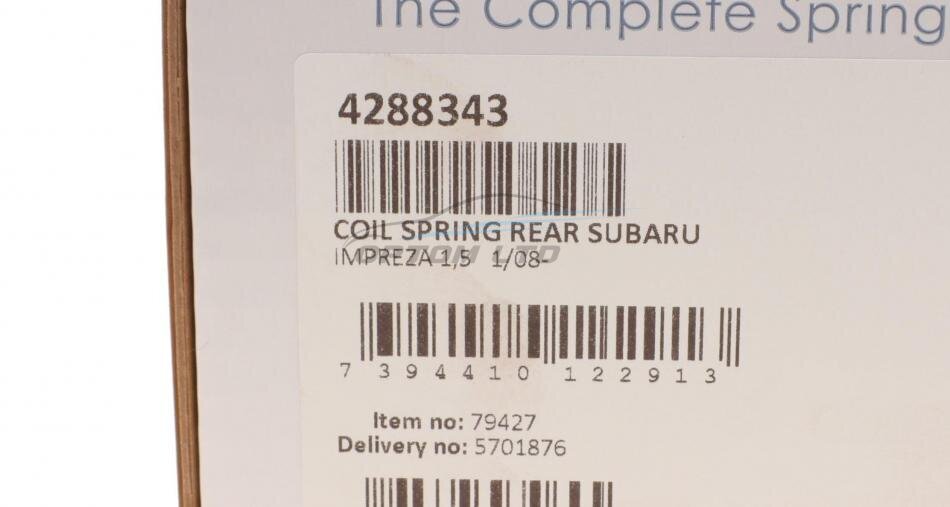 The Complete Spring
4288343
COIL SPRING REAR SUBARU
IMPREZA 1,5 1/08-
7 394410 122913
Item no: 79427
Delivery no: 5701876